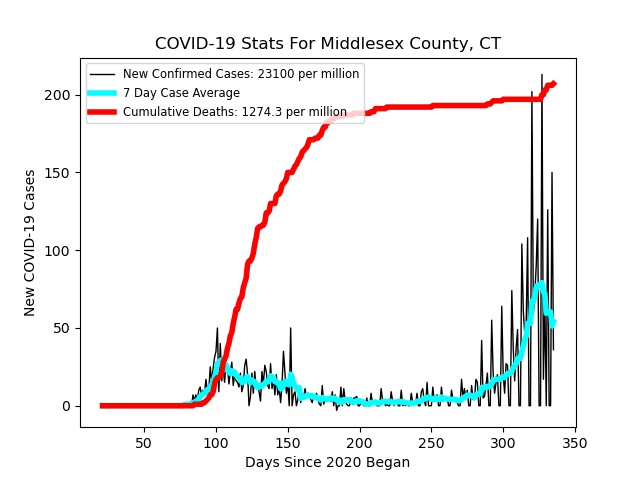 COVID-19 Stats For Middlesex County, CT
New Confirmed Cases: 23100 per million
7 Day Case Average
Cumulative Deaths: 1274.3 per million
New COVID-19 Cases
200
150
100
50
0
50 100 150 200 250 300 350
Days Since 2020 Began